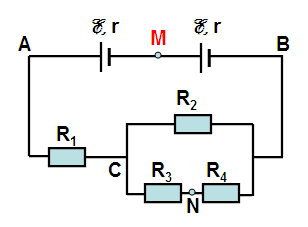 ℰ, r ℰ, r
A M B
R2
R1
C R3 R4
N